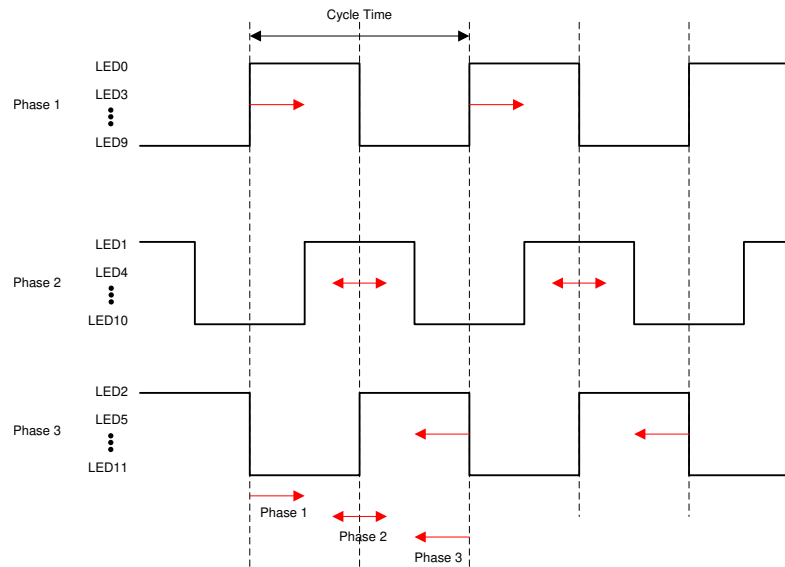 Cycle Time
LED0
LED3
Phase 1
LED9
LED1
LED4
Phase 2
LED10
LED2
LED5
Phase 3
LED11
Phase 1
Phase 2
Phase 3